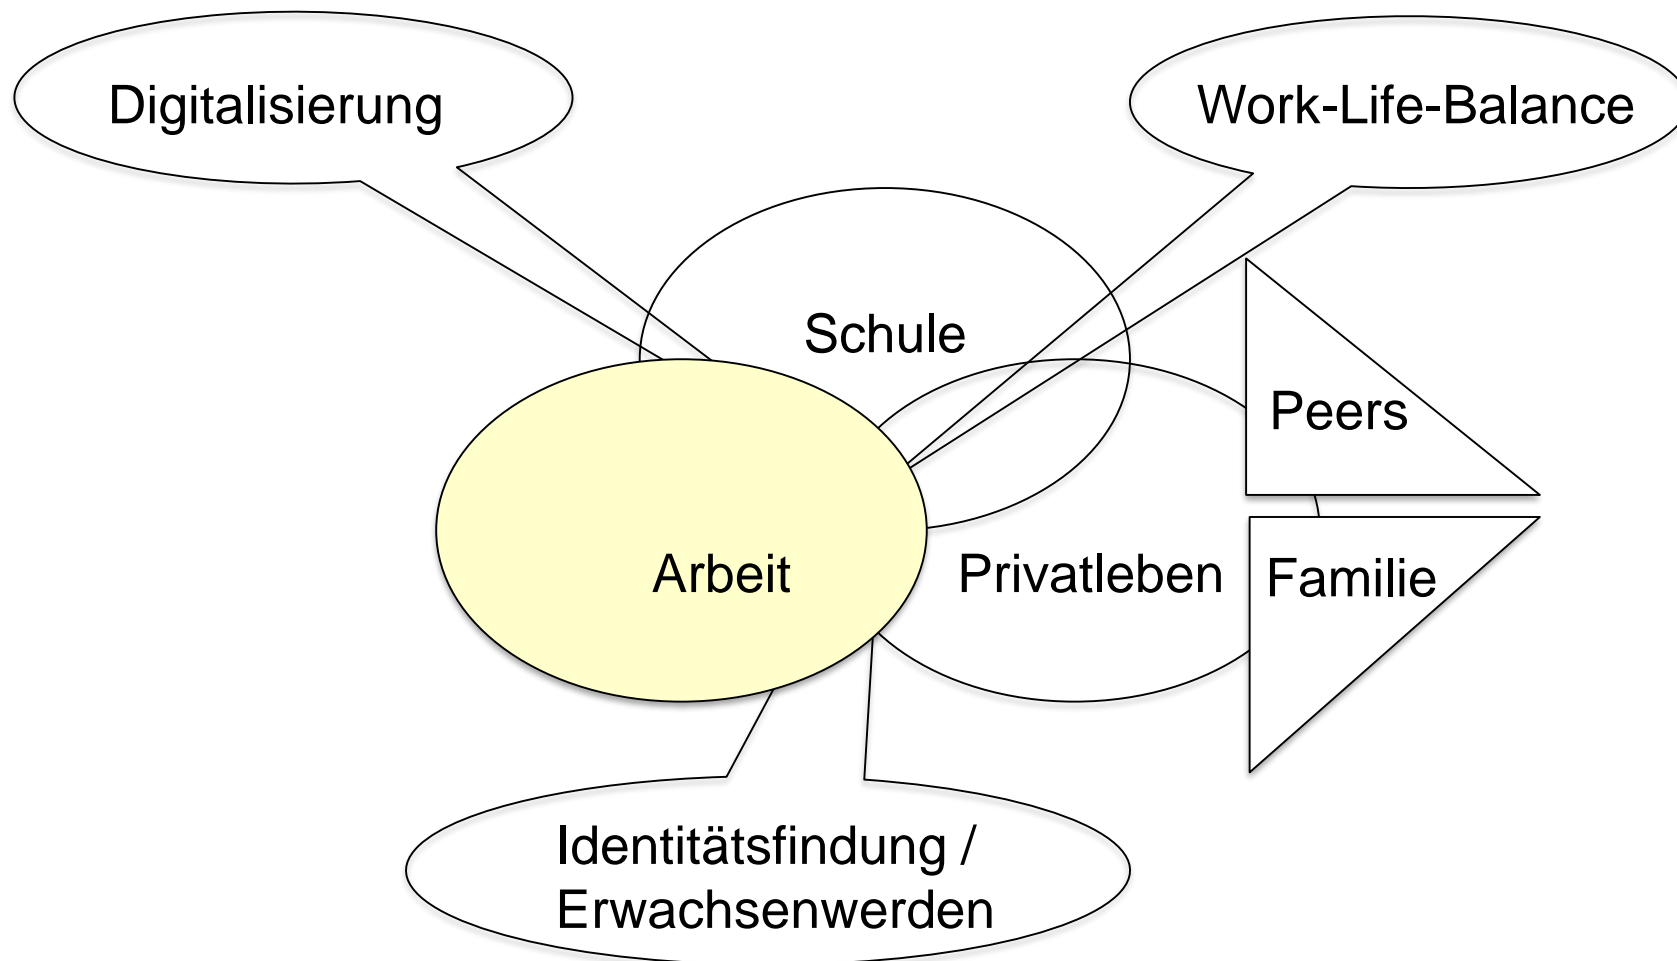 Digitalisierung
Work-Life-Balance
Schule
Peers
Arbeit
Privatleben
Familie
Identitätsfindung /
Erwachsenwerden